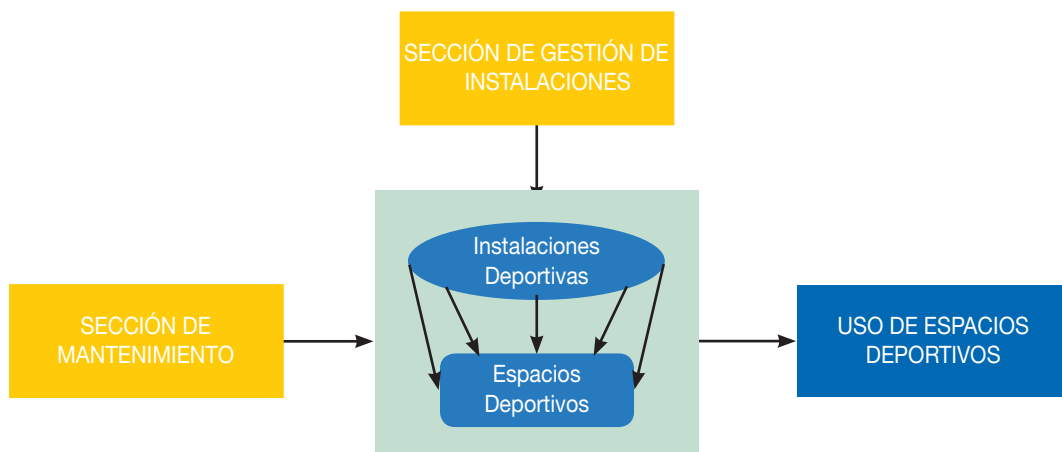 SECCIÓN DE GESTIÓN DE
INSTALACIONES
Instalaciones
Deportivas
SECCIÓN DE
MANTENIMIENTO
USO DE ESPACIOS
DEPORTIVOS
Espacios
Deportivos